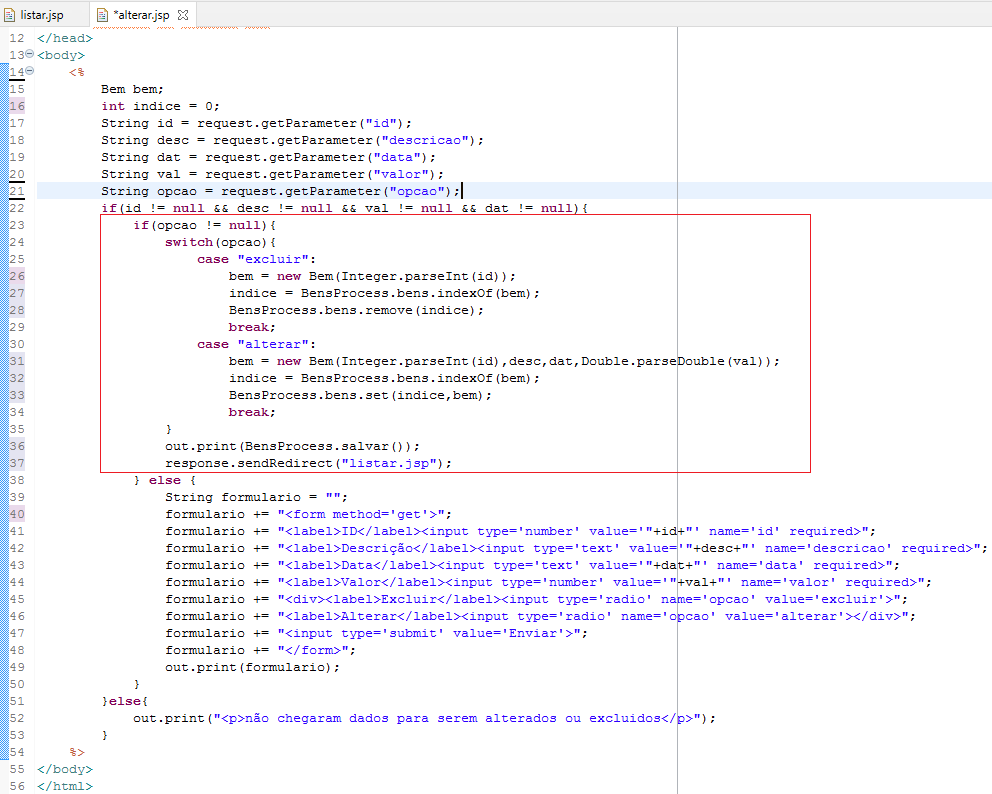 listar.jsp *alterar.jsp
12 </head>
13 <body>
14     <%
15         Bem bem;
16         int indice = 0;
17         String id = request.getParameter("id");
18         String desc = request.getParameter("descricao");
19         String dat = request.getParameter("data");
20         String val = request.getParameter("valor");
21         String opcao = request.getParameter("opcao");
22         if(id != null && desc != null && val != null && dat != null){
23             if(opcao != null){
24                 switch(opcao){
25                     case "excluir":
26                         bem = new Bem(Integer.parseInt(id));
27                         indice = BensProcess.bens.indexOf(bem);
28                         BensProcess.bens.remove(indice);
29                         break;
30                     case "alterar":
31                         bem = new Bem(Integer.parseInt(id),desc,dat,Double.parseDouble(val));
32                         indice = BensProcess.bens.indexOf(bem);
33                         BensProcess.bens.set(indice,bem);
34                         break;
35                 }
36                 out.print(BensProcess.salvar());
37                 response.sendRedirect("listar.jsp");
38             } else {
39                 String formulario = "";
40                 formulario += "<form method='get'>";
41                 formulario += "<label>ID</label><input type='number' value='"+id+"' name='id' required>";
42                 formulario += "<label>Descrição</label><input type='text' value='"+desc+"' name='descricao' required>";
43                 formulario += "<label>Data</label><input type='text' value='"+dat+"' name='data' required>";
44                 formulario += "<label>Valor</label><input type='number' value='"+val+"' name='valor' required>";
45                 formulario += "<div><label>Excluir</label><input type='radio' name='opcao' value='excluir'>";
46                 formulario += "<label>Alterar</label><input type='radio' name='opcao' value='alterar'></div>";
47                 formulario += "<input type='submit' value='Enviar'>";
48                 formulario += "</form>";
49                 out.print(formulario);
50             }
51         }else{
52             out.print("<p>não chegaram dados para serem alterados ou excluidos</p>");
53         }
54     %>
55 </body>
56 </html>